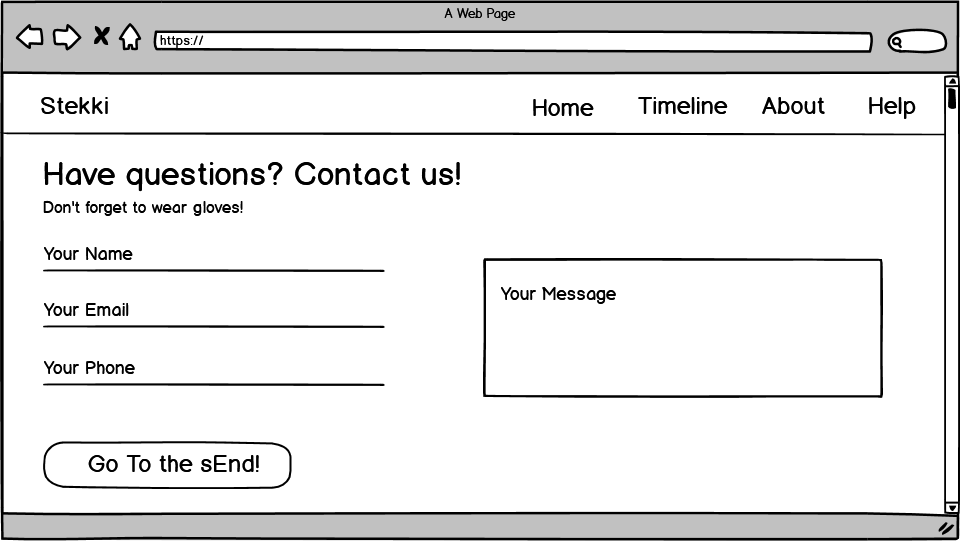 A Web Page
https://
Stekki Home Timeline About Help
Have questions? Contact us!
Don't forget to wear gloves!
Your Name
Your Message
Your Email
Your Phone
Go To the sEnd!